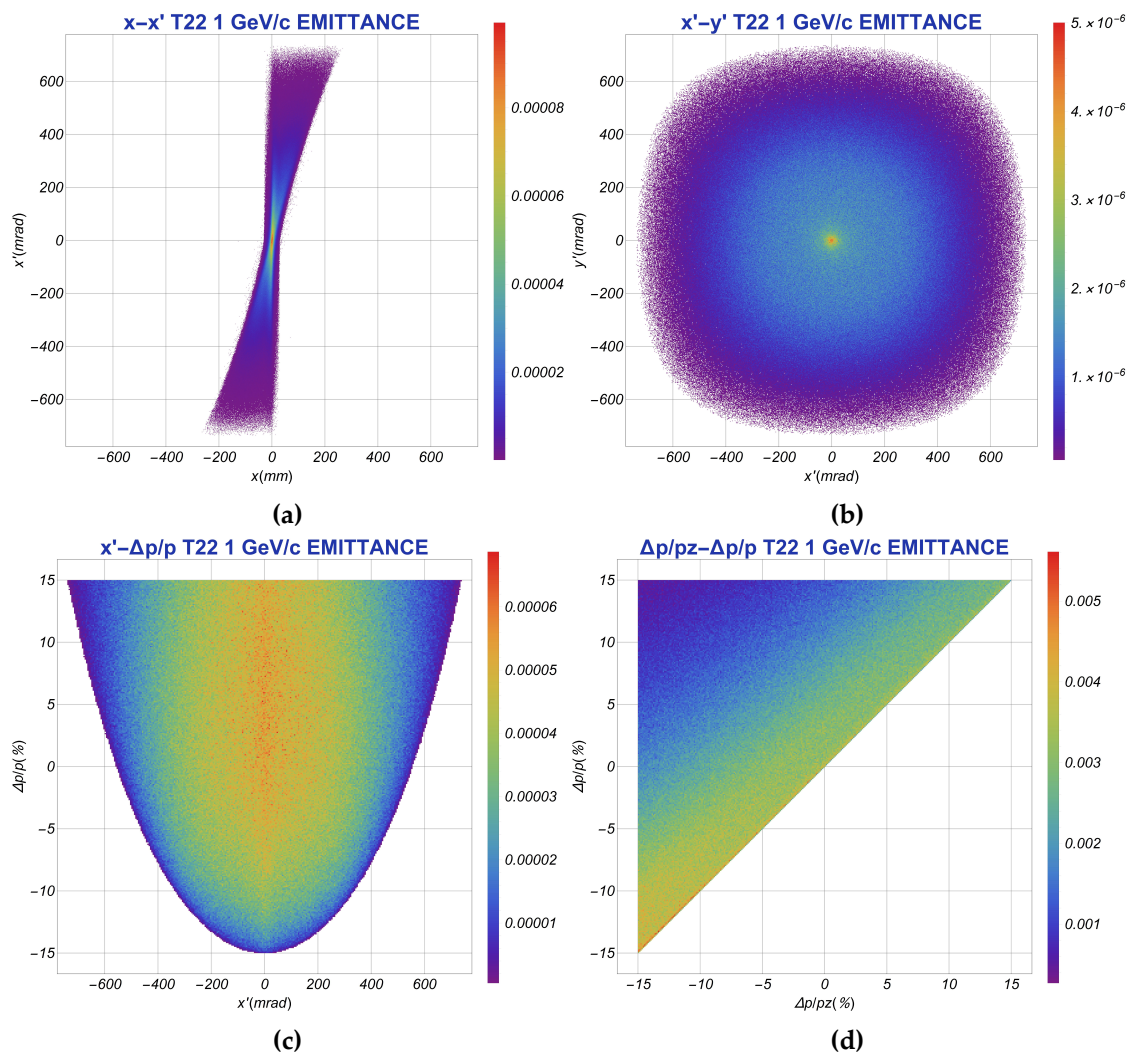 x−x' T22 1 GeV/c EMITTANCE
600
400
200
0
−200
−400
−600
x'(mrad)
−600 −400 −200 0 200 400 600
x(mm)
0.00008
0.00006
0.00004
0.00002
(a)
x'−y' T22 1 GeV/c EMITTANCE
600
400
200
0
−200
−400
−600
y'(mrad)
−600 −400 −200 0 200 400 600
x'(mrad)
5.×10⁻⁶
4.×10⁻⁶
3.×10⁻⁶
2.×10⁻⁶
1.×10⁻⁶
(b)
x'−Δp/p T22 1 GeV/c EMITTANCE
15
10
5
0
−5
−10
−15
Δp/p(%)
−600 −400 −200 0 200 400 600
x'(mrad)
0.00006
0.00005
0.00004
0.00003
0.00002
0.00001
(c)
Δp/pz−Δp/p T22 1 GeV/c EMITTANCE
15
10
5
0
−5
−10
−15
Δp/p(%)
−15 −10 −5 0 5 10 15
Δp/pz(%)
0.005
0.004
0.003
0.002
0.001
(d)